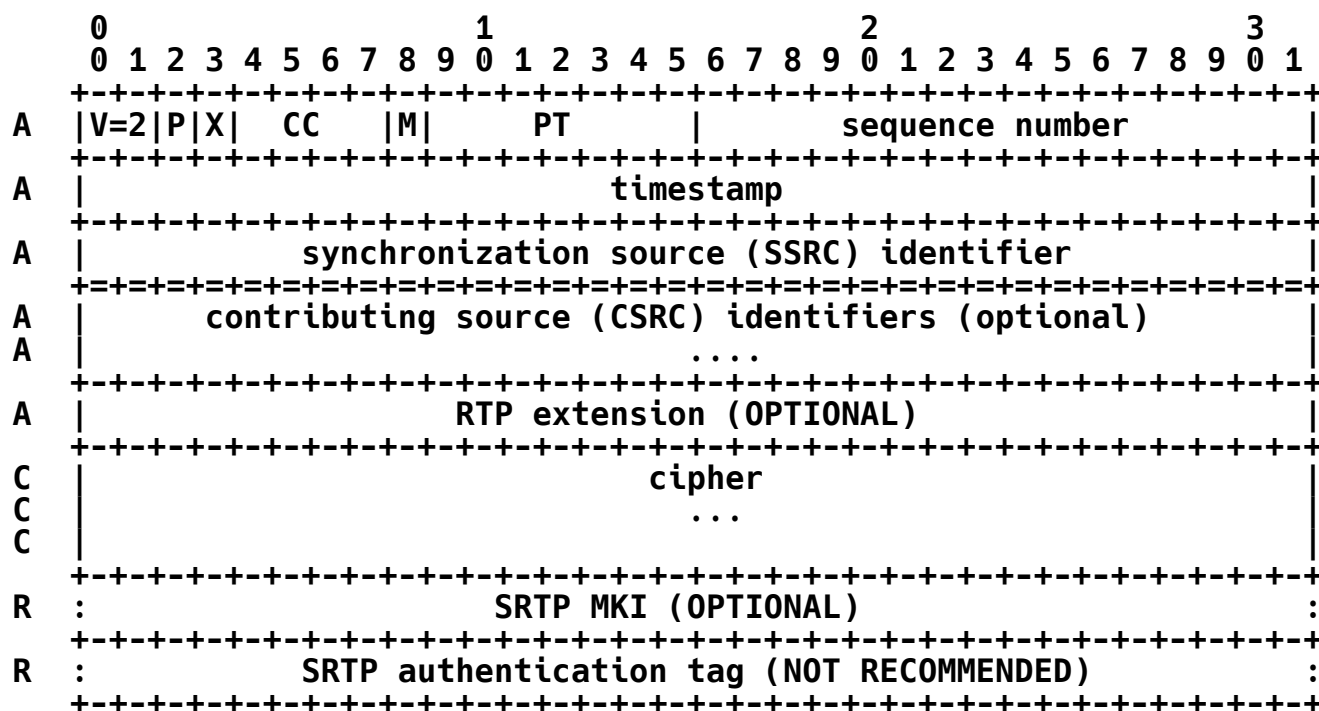 0                   1                   2                   3
0 1 2 3 4 5 6 7 8 9 0 1 2 3 4 5 6 7 8 9 0 1 2 3 4 5 6 7 8 9 0 1
+-+-+-+-+-+-+-+-+-+-+-+-+-+-+-+-+-+-+-+-+-+-+-+-+-+-+-+-+-+-+-+-+
A  |V=2|P|X|  CC   |M|     PT      |       sequence number         |
+-+-+-+-+-+-+-+-+-+-+-+-+-+-+-+-+-+-+-+-+-+-+-+-+-+-+-+-+-+-+-+-+
A  |                           timestamp                           |
+-+-+-+-+-+-+-+-+-+-+-+-+-+-+-+-+-+-+-+-+-+-+-+-+-+-+-+-+-+-+-+-+
A  |           synchronization source (SSRC) identifier            |
+=+=+=+=+=+=+=+=+=+=+=+=+=+=+=+=+=+=+=+=+=+=+=+=+=+=+=+=+=+=+=+=+
A  |      contributing source (CSRC) identifiers (optional)        |
A  |                               ....                            |
+-+-+-+-+-+-+-+-+-+-+-+-+-+-+-+-+-+-+-+-+-+-+-+-+-+-+-+-+-+-+-+-+
A  |                   RTP extension (OPTIONAL)                    |
+-+-+-+-+-+-+-+-+-+-+-+-+-+-+-+-+-+-+-+-+-+-+-+-+-+-+-+-+-+-+-+-+
C  |                             cipher                            |
C  |                               ...                             |
C  |                                                               |
+-+-+-+-+-+-+-+-+-+-+-+-+-+-+-+-+-+-+-+-+-+-+-+-+-+-+-+-+-+-+-+-+
R  :                     SRTP MKI (OPTIONAL)                       :
+-+-+-+-+-+-+-+-+-+-+-+-+-+-+-+-+-+-+-+-+-+-+-+-+-+-+-+-+-+-+-+-+
R  :           SRTP authentication tag (NOT RECOMMENDED)           :
+-+-+-+-+-+-+-+-+-+-+-+-+-+-+-+-+-+-+-+-+-+-+-+-+-+-+-+-+-+-+-+-+